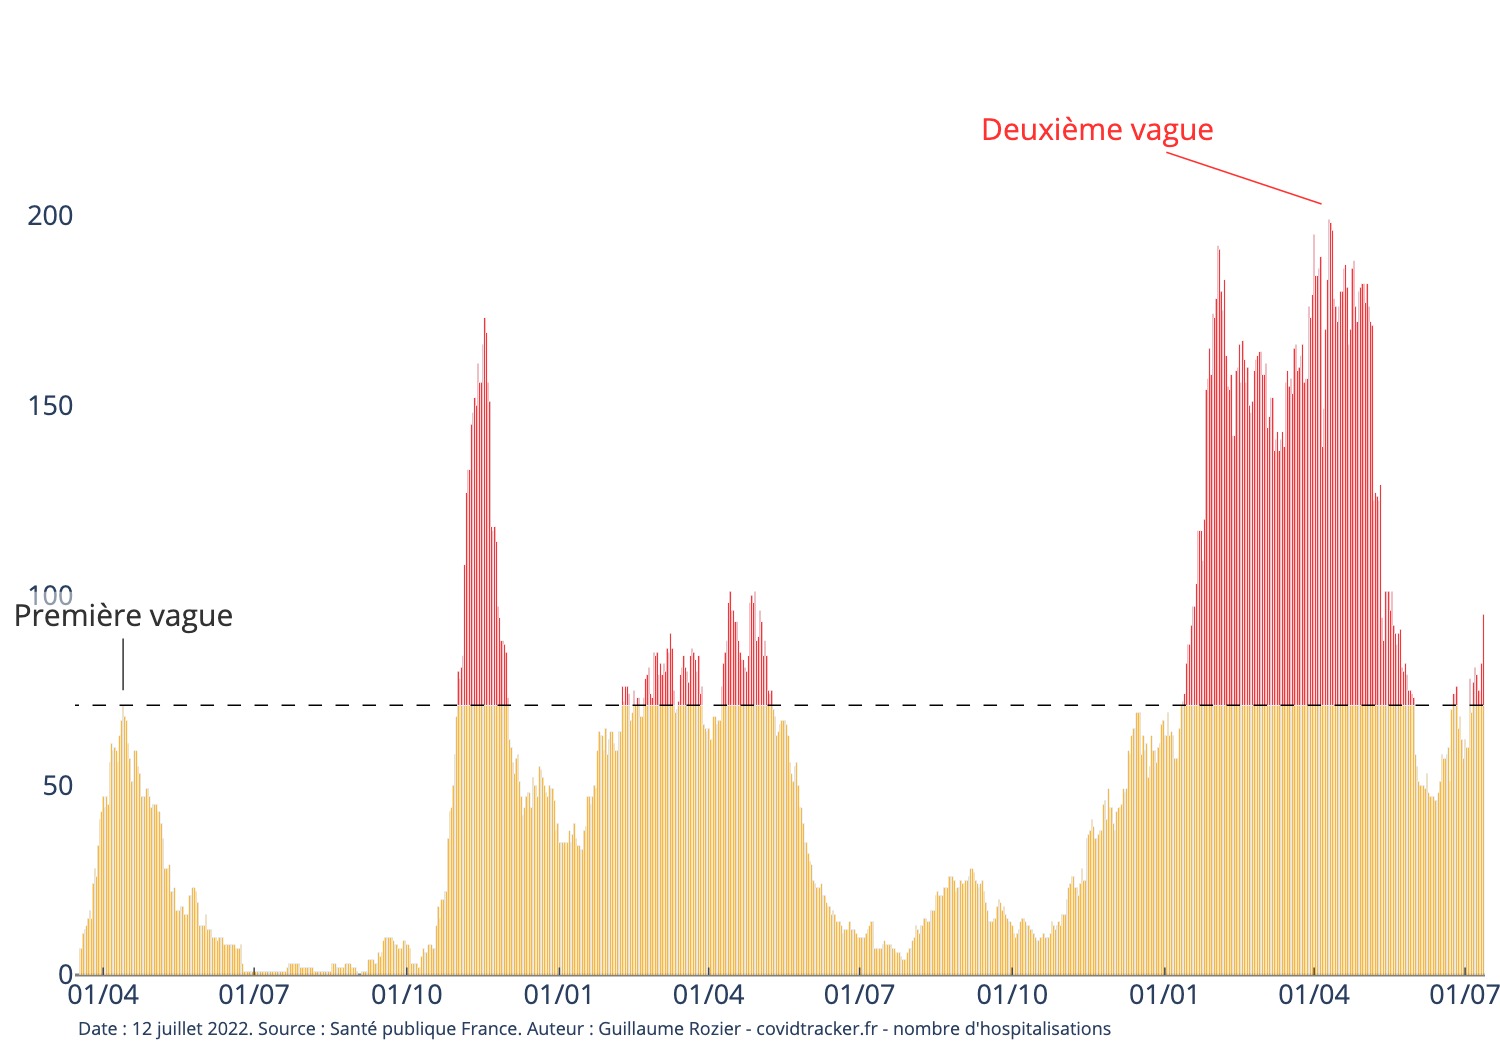 Deuxième vague
200
150
100
Première vague
50
0
01/04 01/07 01/10 01/01 01/04 01/07 01/10 01/01 01/04 01/07
Date : 12 juillet 2022. Source : Santé publique France. Auteur : Guillaume Rozier - covidtracker.fr - nombre d'hospitalisations